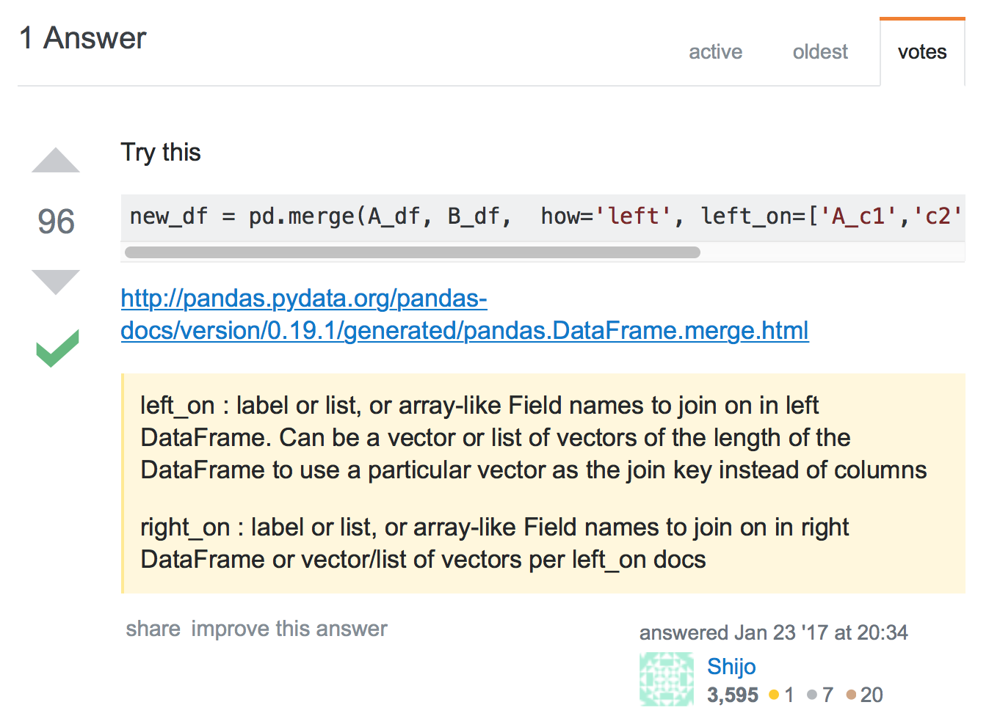 1 Answer
active oldest votes
Try this
96
new_df = pd.merge(A_df, B_df,  how='left', left_on=['A_c1','c2'
http://pandas.pydata.org/pandas-
docs/version/0.19.1/generated/pandas.DataFrame.merge.html
left_on : label or list, or array-like Field names to join on in left
DataFrame. Can be a vector or list of vectors of the length of the
DataFrame to use a particular vector as the join key instead of columns
right_on : label or list, or array-like Field names to join on in right
DataFrame or vector/list of vectors per left_on docs
share improve this answer
answered Jan 23 '17 at 20:34
Shijo
3,595 1 7 20